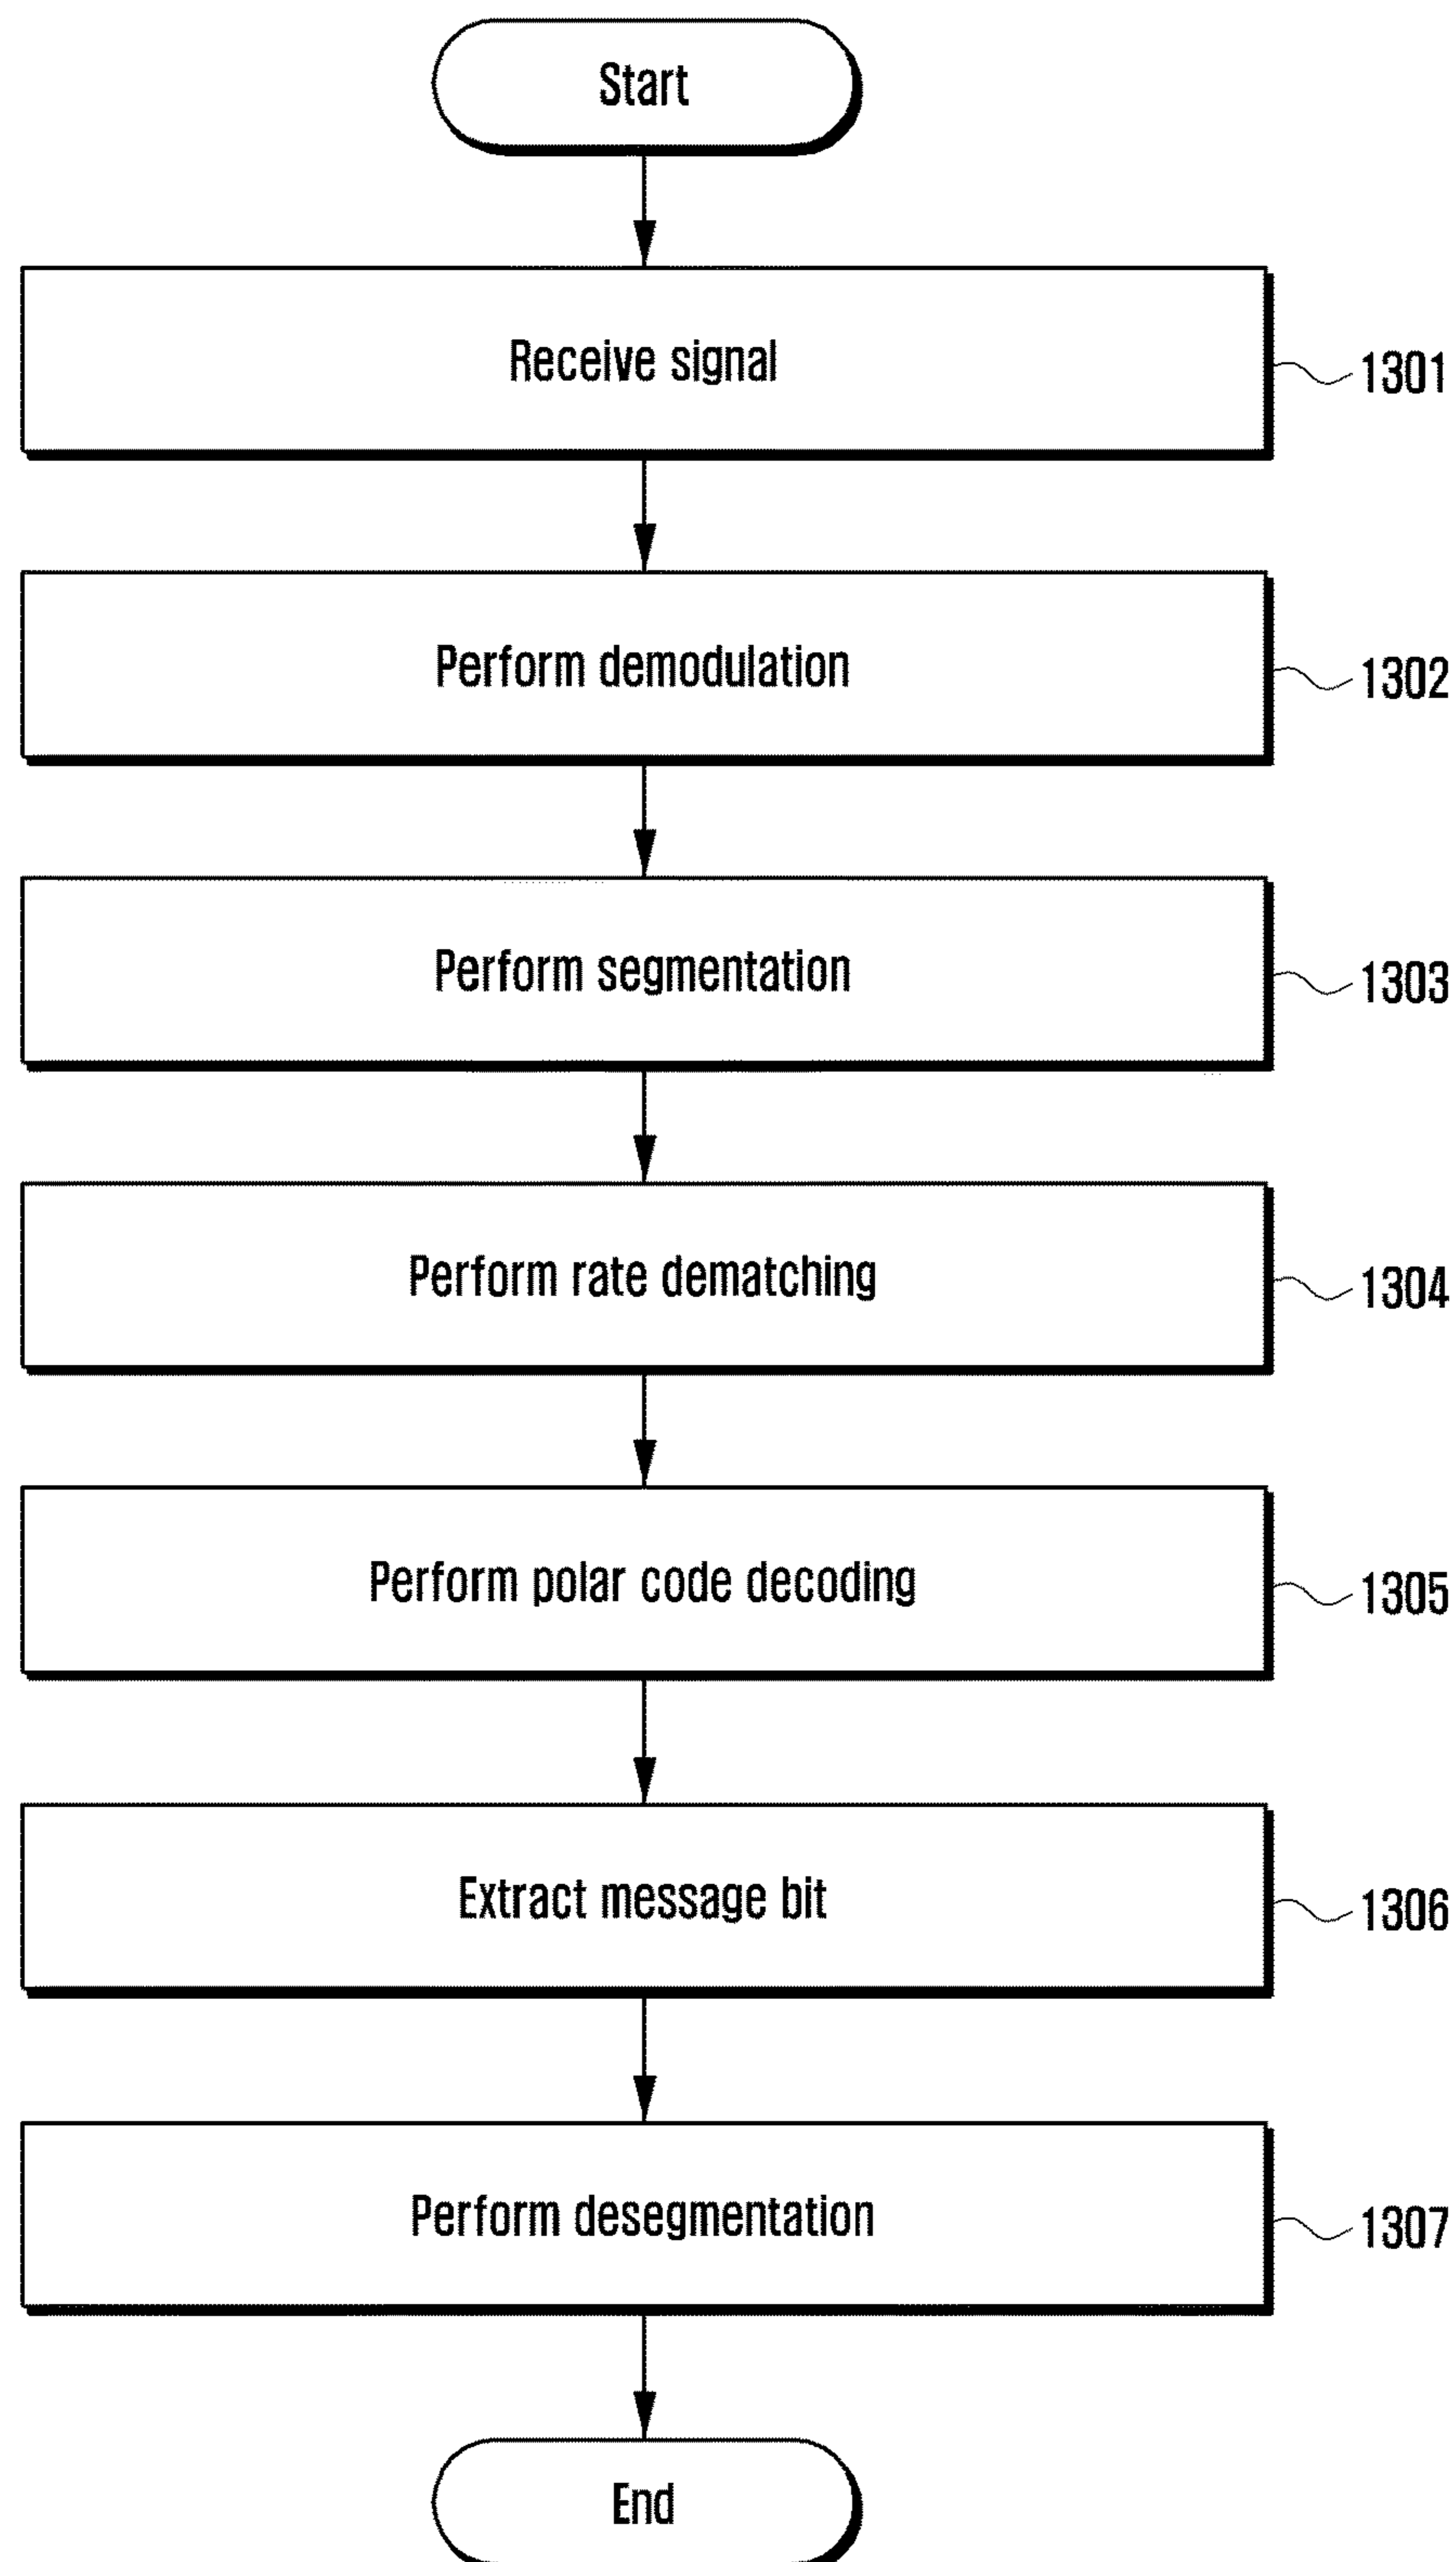 Start
Receive signal
1301
Perform demodulation
1302
Perform segmentation
1303
Perform rate dematching
1304
Perform polar code decoding
1305
Extract message bit
1306
Perform desegmentation
1307
End